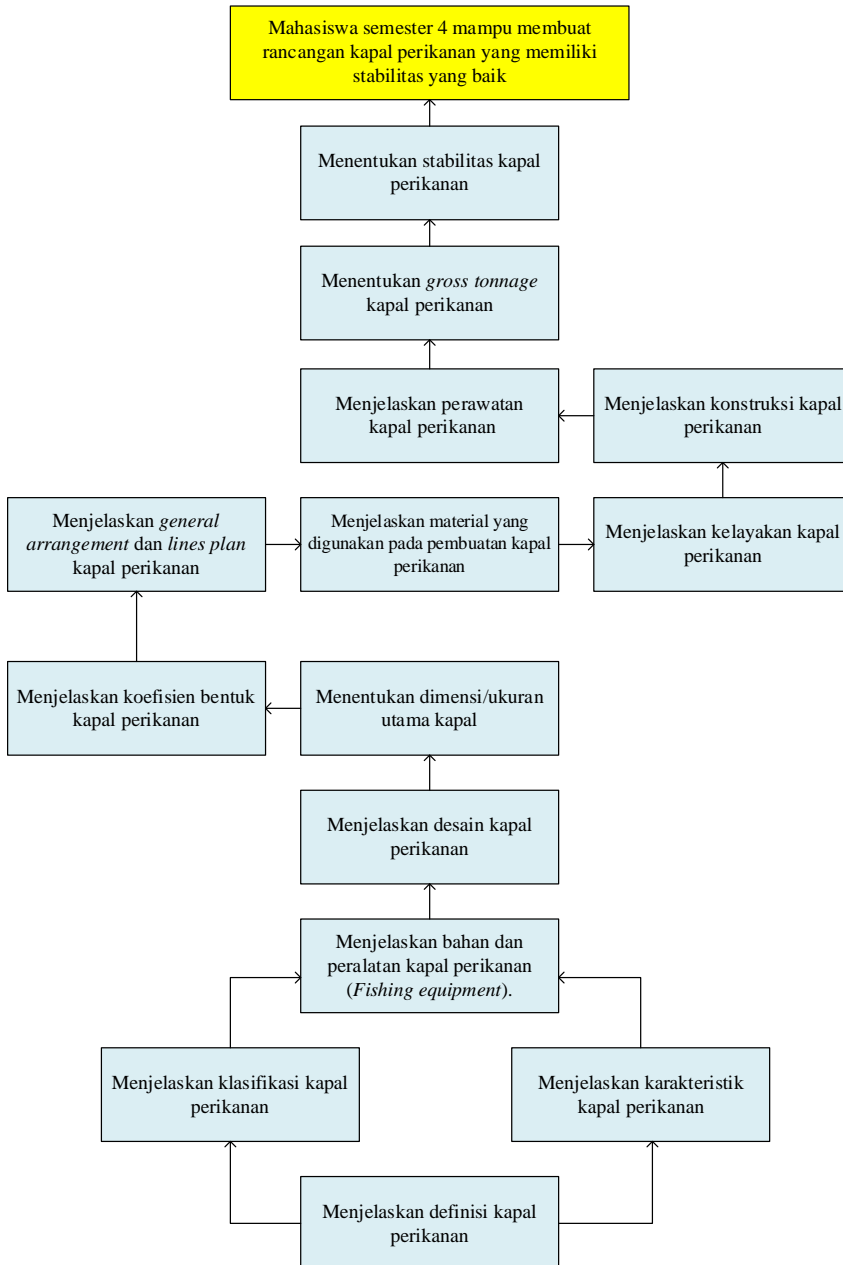 Mahasiswa semester 4 mampu membuat
rancangan kapal perikanan yang memiliki
stabilitas yang baik
Menentukan stabilitas kapal
perikanan
Menentukan gross tonnage
kapal perikanan
Menjelaskan perawatan
kapal perikanan
Menjelaskan konstruksi kapal
perikanan
Menjelaskan general
arrangement dan lines plan
kapal perikanan
Menjelaskan material yang
digunakan pada pembuatan kapal
perikanan
Menjelaskan kelayakan kapal
perikanan
Menjelaskan koefisien bentuk
kapal perikanan
Menentukan dimensi/ukuran
utama kapal
Menjelaskan desain kapal
perikanan
Menjelaskan bahan dan
peralatan kapal perikanan
(Fishing equipment).
Menjelaskan klasifikasi kapal
perikanan
Menjelaskan karakteristik
kapal perikanan
Menjelaskan definisi kapal
perikanan